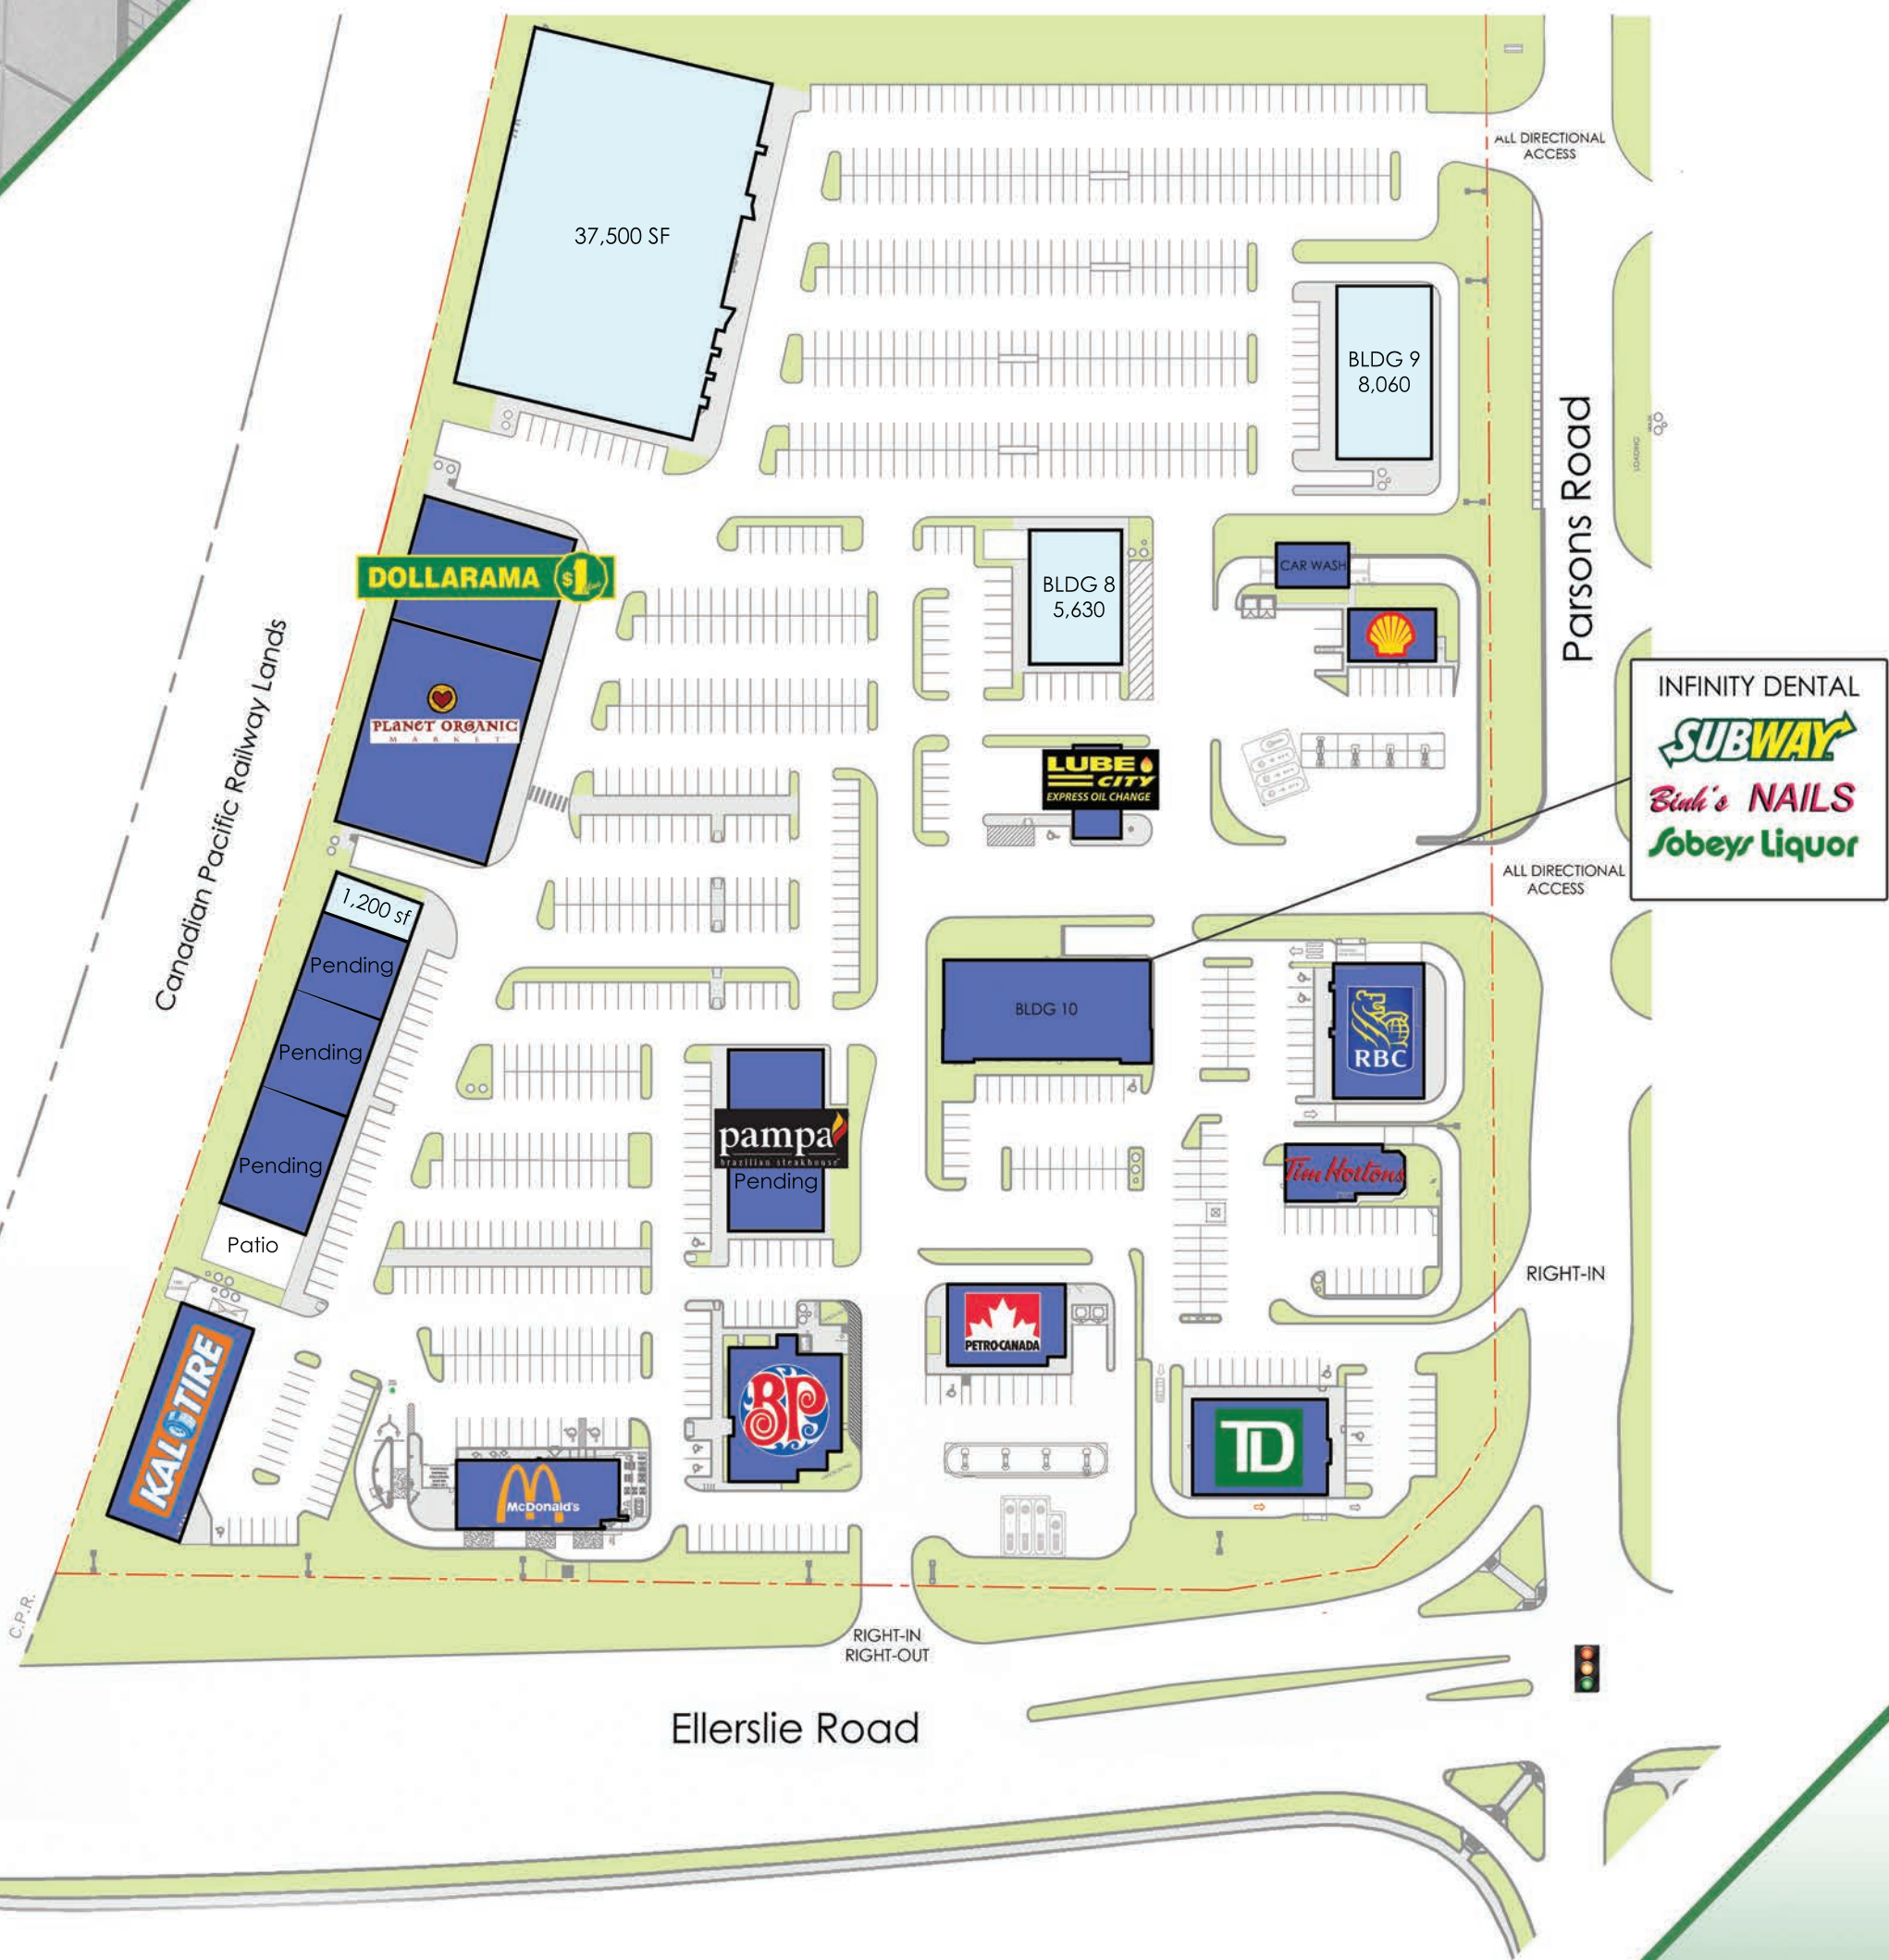 ALL DIRECTIONAL
ACCESS
37,500 SF
BLDG 9
8,060
Parsons Road
LOADING
DOLLARAMA $1
BLDG 8
5,630
CAR WASH
Canadian Pacific Railway Lands
PLANET ORGANIC
MARKET
LUBE
CITY
EXPRESS OIL CHANGE
INFINITY DENTAL
SUBWAY
Binh's NAILS
Sobeys Liquor
ALL DIRECTIONAL
ACCESS
1,200 sf
Pending
Pending
Pending
Patio
BLDG 10
RBC
pampa
brazilian steakhouse
Pending
Tim Hortons
RIGHT-IN
PETRO-CANADA
KAL TIRE
BP
TD
McDonald's
C.P.R.
RIGHT-IN
RIGHT-OUT
Ellerslie Road